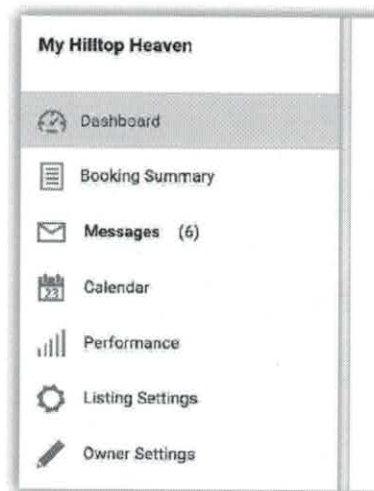 My Hilltop Heaven
Dashboard
Booking Summary
Messages (6)
23
Calendar
Performance
Listing Settings
Owner Settings